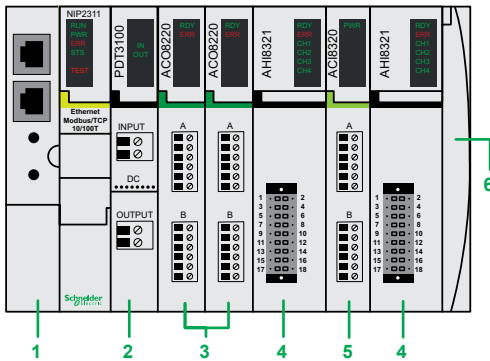 NIP2311
RUN
PWR
ERR
STS
TEST
Ethernet
Modbus/TCP
10/100T
Schneider
Electric
PDT3100
IN
OUT
INPUT
DC
OUTPUT
ACO8220
RDY
ERR
A
B
ACO8220
RDY
ERR
A
B
AHI8321
RDY
ERR
CH1
CH2
CH3
CH4
1 2
3 4
5 6
7 8
9 10
11 12
13 14
15 16
17 18
ACI8320
PWR
A
B
AHI8321
RDY
ERR
CH1
CH2
CH3
CH4
1 2
3 4
5 6
7 8
9 10
11 12
13 14
15 16
17 18
6
1 2 3 4 5 4